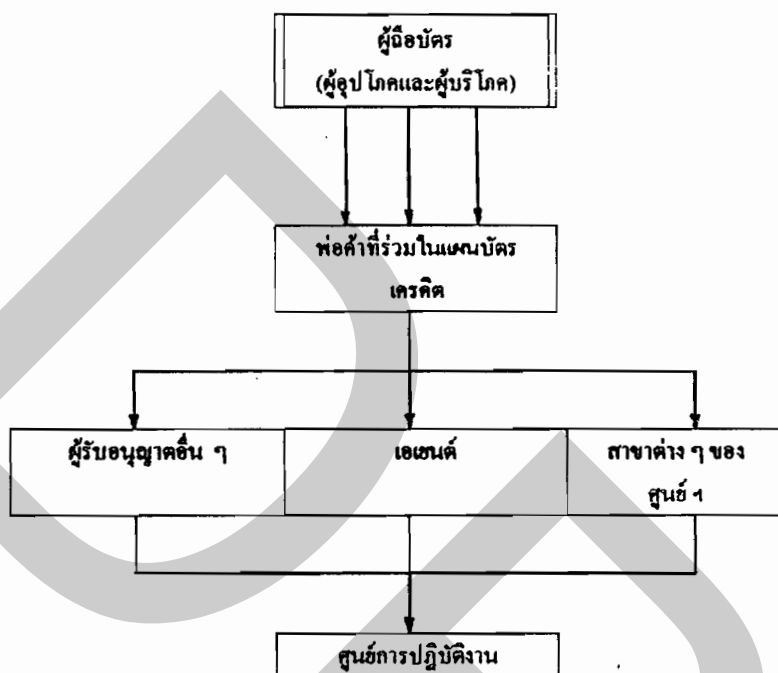 ผู้ถือบัตร
(ผู้อุปโภคและผู้บริโภค)
พ่อค้าที่ร่วมในแผนบัตร
เครดิต
ผู้รับอนุญาตอื่น ๆ
เอเยนต์
สาขาต่าง ๆ ของ
ศูนย์ ฯ
ศูนย์การปฏิบัติงาน